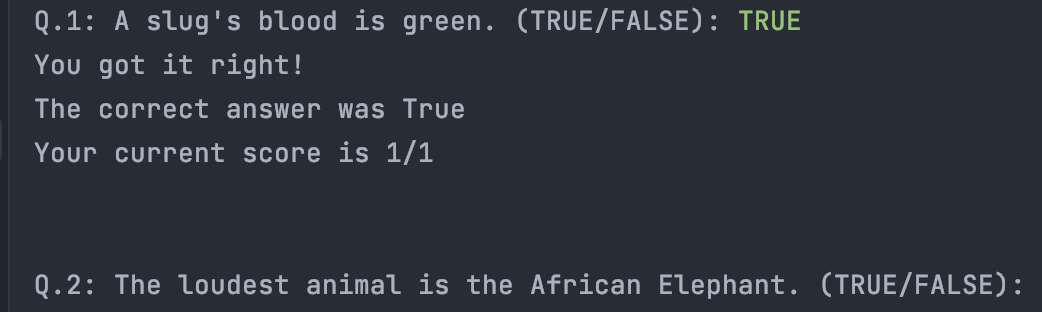 Q.1: A slug's blood is green. (TRUE/FALSE): TRUE
You got it right!
The correct answer was True
Your current score is 1/1
Q.2: The loudest animal is the African Elephant. (TRUE/FALSE):